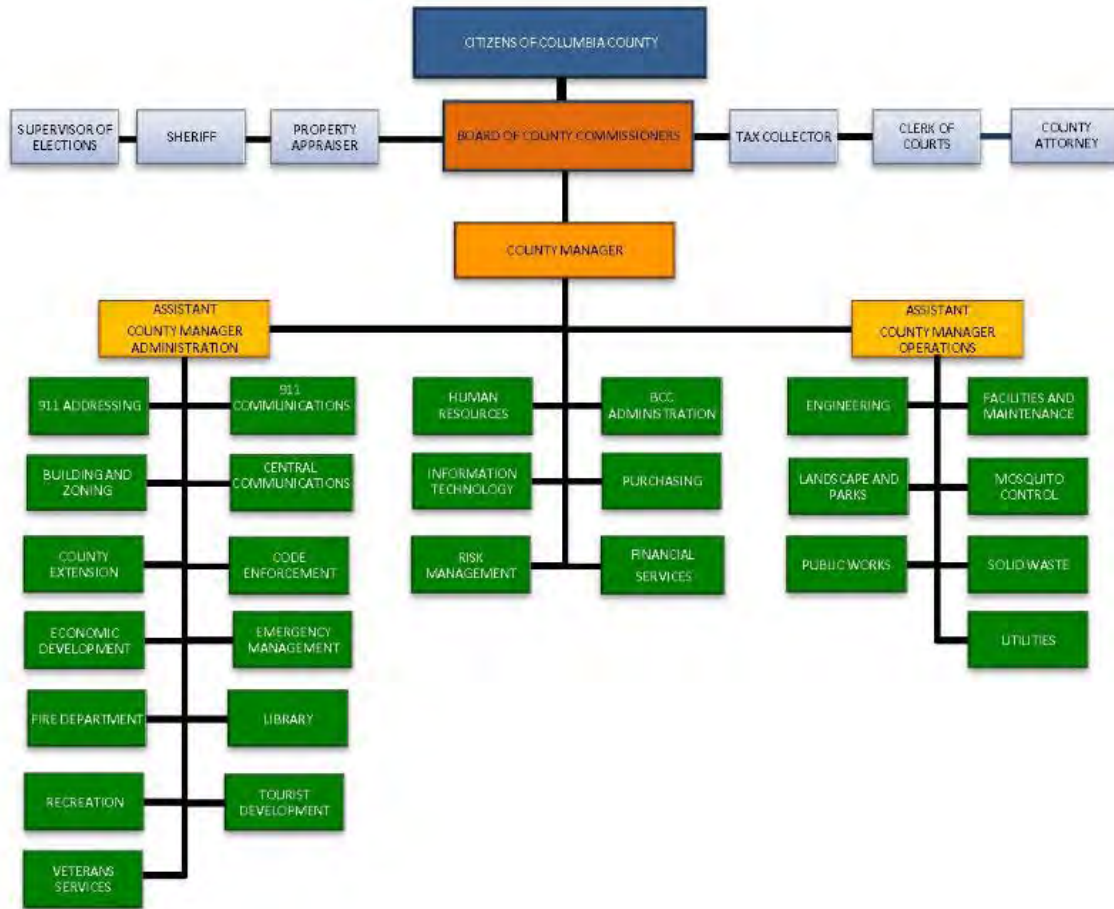 CITIZENS OF COLUMBIA COUNTY
SUPERVISOR OF
ELECTIONS
SHERIFF
PROPERTY
APPRAISER
BOARD OF COUNTY COMMISSIONERS
TAX COLLECTOR
CLERK OF
COURTS
COUNTY
ATTORNEY
COUNTY MANAGER
ASSISTANT
COUNTY MANAGER
ADMINISTRATION
ASSISTANT
COUNTY MANAGER
OPERATIONS
911 ADDRESSING
911
COMMUNICATIONS
HUMAN
RESOURCES
BCC
ADMINISTRATION
ENGINEERING
FACILITIES AND
MAINTENANCE
BUILDING AND
ZONING
CENTRAL
COMMUNICATIONS
INFORMATION
TECHNOLOGY
PURCHASING
LANDSCAPE AND
PARKS
MOSQUITO
CONTROL
COUNTY
EXTENSION
CODE
ENFORCEMENT
RISK
MANAGEMENT
FINANCIAL
SERVICES
PUBLIC WORKS
SOLID WASTE
ECONOMIC
DEVELOPMENT
EMERGENCY
MANAGEMENT
UTILITIES
FIRE DEPARTMENT
LIBRARY
RECREATION
TOURIST
DEVELOPMENT
VETERANS
SERVICES